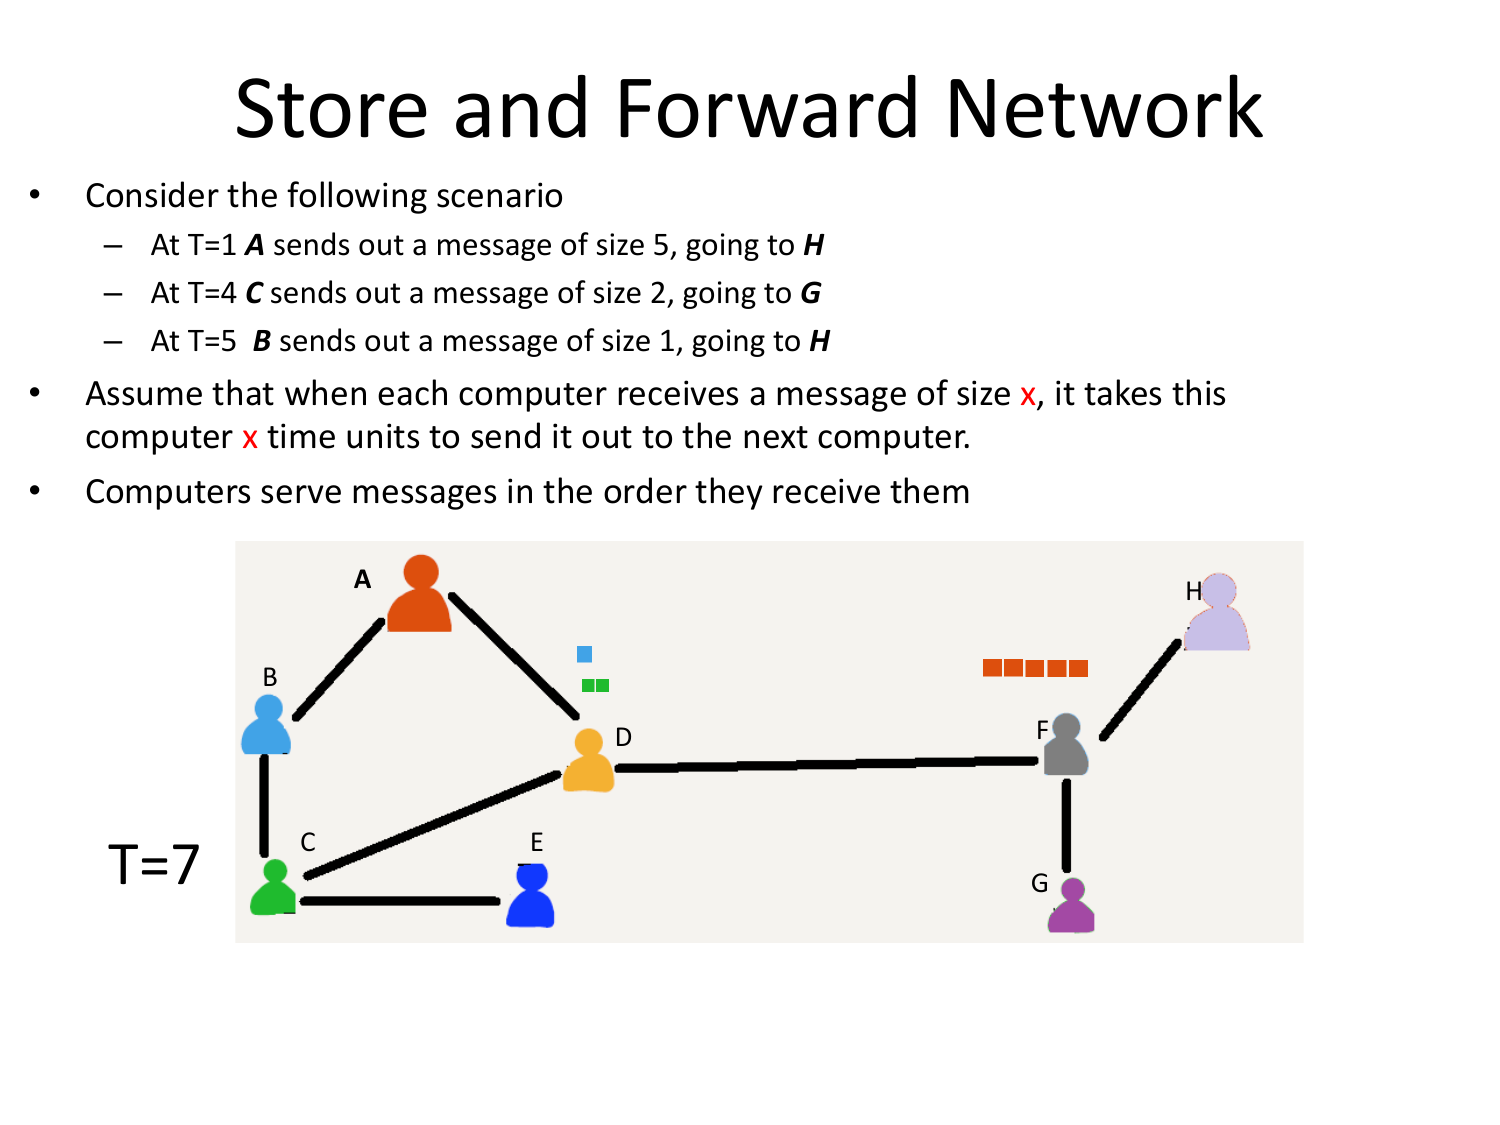 Store and Forward Network
• Consider the following scenario
– At T=1 A sends out a message of size 5, going to H
– At T=4 C sends out a message of size 2, going to G
– At T=5 B sends out a message of size 1, going to H
• Assume that when each computer receives a message of size x, it takes this
computer x time units to send it out to the next computer.
• Computers serve messages in the order they receive them
A
H
B
D
F
C
E
T=7
G